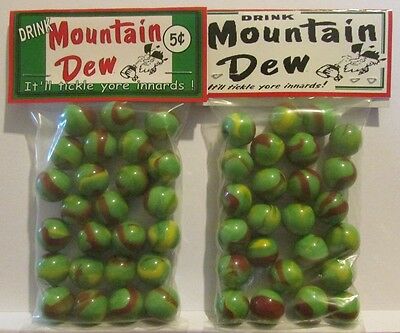 DRINK
Mountain 5¢
Dew
It'll tickle yore innards!
DRINK
Mountain
Dew
It'll tickle yore innards!